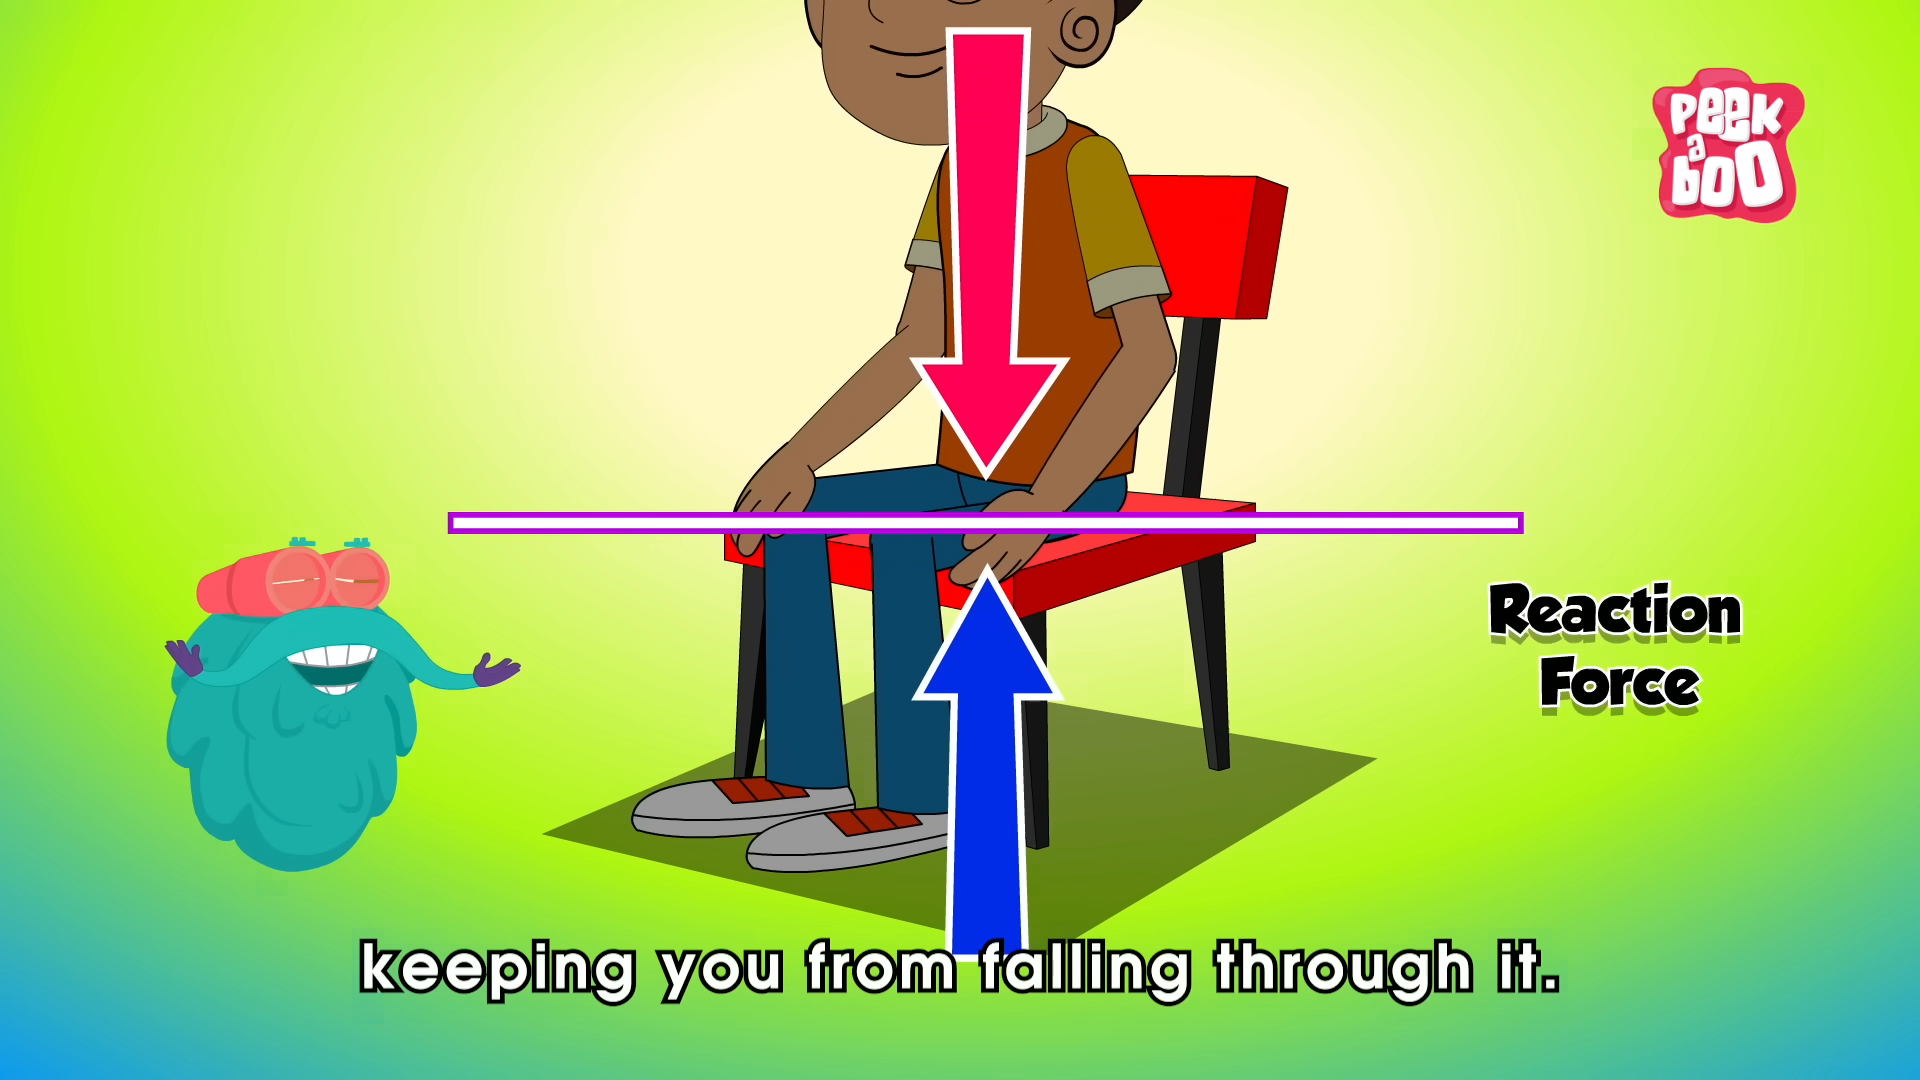 Peek
a
boo
Reaction
Force
keeping you from falling through it.